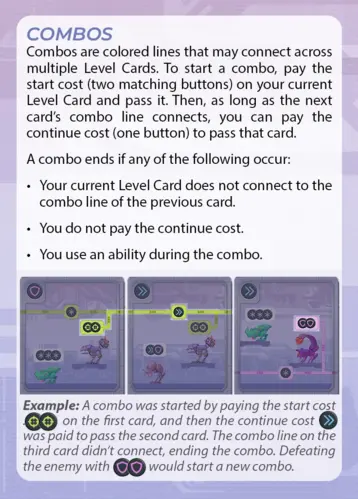 COMBOS
Combos are colored lines that may connect across
multiple Level Cards. To start a combo, pay the
start cost (two matching buttons) on your current
Level Card and pass it. Then, as long as the next
card's combo line connects, you can pay the
continue cost (one button) to pass that card.
A combo ends if any of the following occur:
• Your current Level Card does not connect to the
combo line of the previous card.
• You do not pay the continue cost.
• You use an ability during the combo.
Example: A combo was started by paying the start cost
on the first card, and then the continue cost
was paid to pass the second card. The combo line on the
third card didn't connect, ending the combo. Defeating
the enemy with would start a new combo.